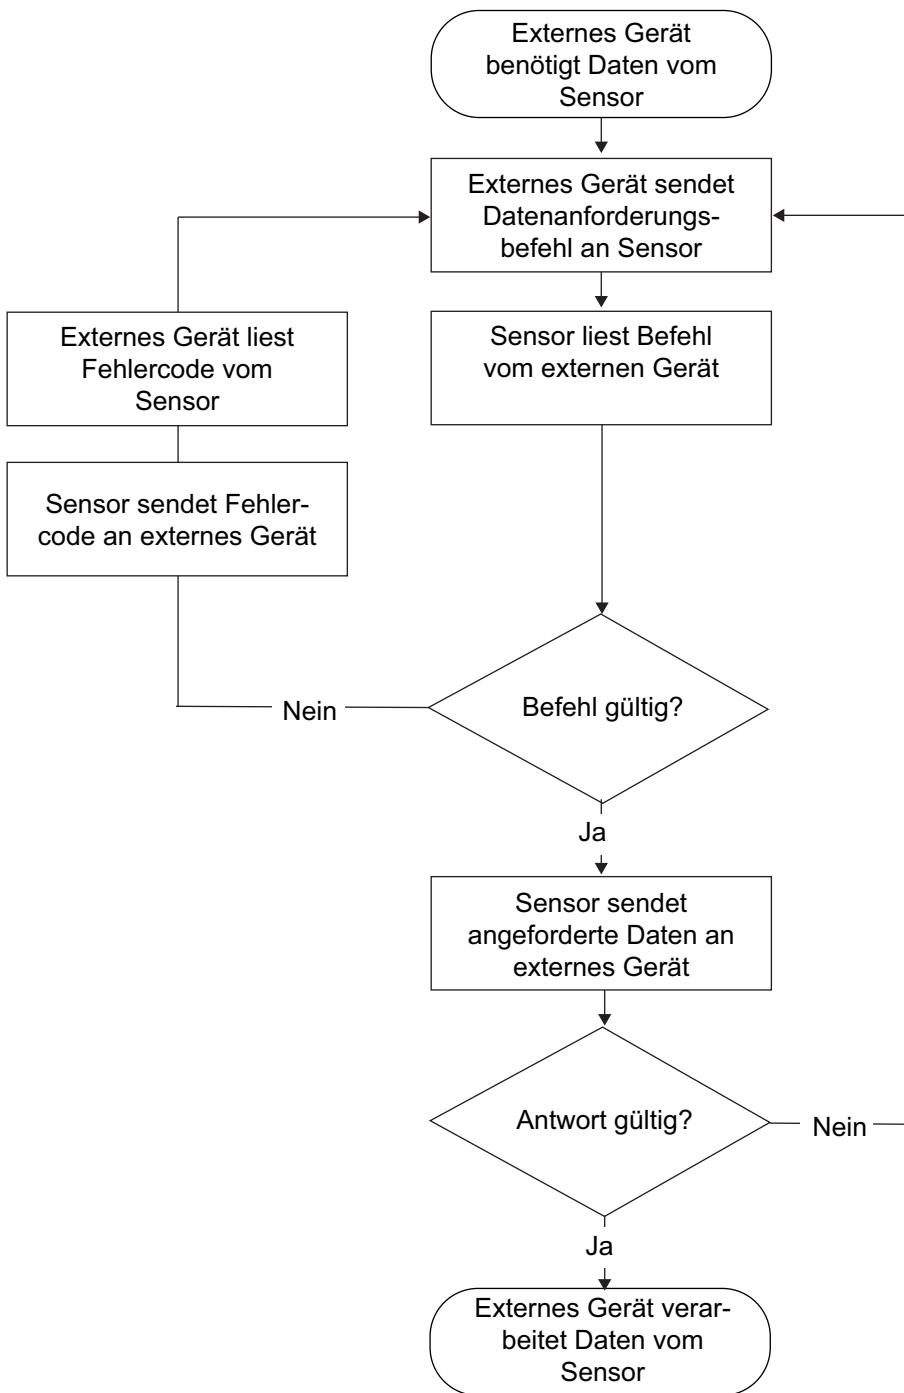 Externes Gerät
benötigt Daten vom
Sensor
Externes Gerät sendet
Datenanforderungs-
befehl an Sensor
Externes Gerät liest
Fehlercode vom
Sensor
Sensor liest Befehl
vom externen Gerät
Sensor sendet Fehler-
code an externes Gerät
Nein
Befehl gültig?
Ja
Sensor sendet
angeforderte Daten an
externes Gerät
Antwort gültig?
Nein
Ja
Externes Gerät verar-
beitet Daten vom
Sensor